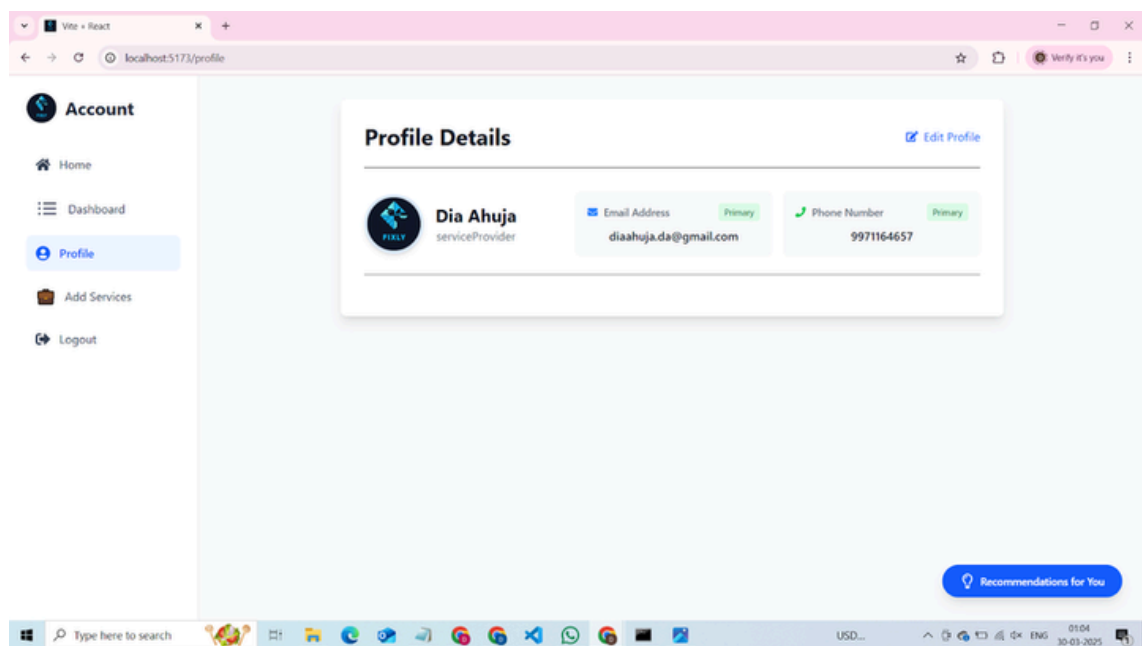 Vite + React
localhost:5173/profile
Verify it's you
Account
Home
Dashboard
Profile
Add Services
Logout
Profile Details
Edit Profile
FIXLY
Dia Ahuja
serviceProvider
Email Address Primary
diaahuja.da@gmail.com
Phone Number Primary
9971164657
Recommendations for You
Type here to search
USD...
ENG
01:04
30-03-2025